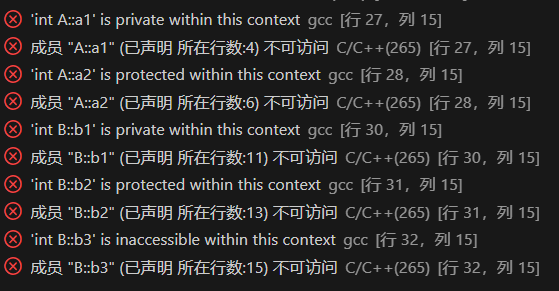 'int A::a1' is private within this context gcc [行 27，列 15]
成员 "A::a1" (已声明 所在行数:4) 不可访问 C/C++(265) [行 27，列 15]
'int A::a2' is protected within this context gcc [行 28，列 15]
成员 "A::a2" (已声明 所在行数:6) 不可访问 C/C++(265) [行 28，列 15]
'int B::b1' is private within this context gcc [行 30，列 15]
成员 "B::b1" (已声明 所在行数:11) 不可访问 C/C++(265) [行 30，列 15]
'int B::b2' is protected within this context gcc [行 31，列 15]
成员 "B::b2" (已声明 所在行数:13) 不可访问 C/C++(265) [行 31，列 15]
'int B::b3' is inaccessible within this context gcc [行 32，列 15]
成员 "B::b3" (已声明 所在行数:15) 不可访问 C/C++(265) [行 32，列 15]